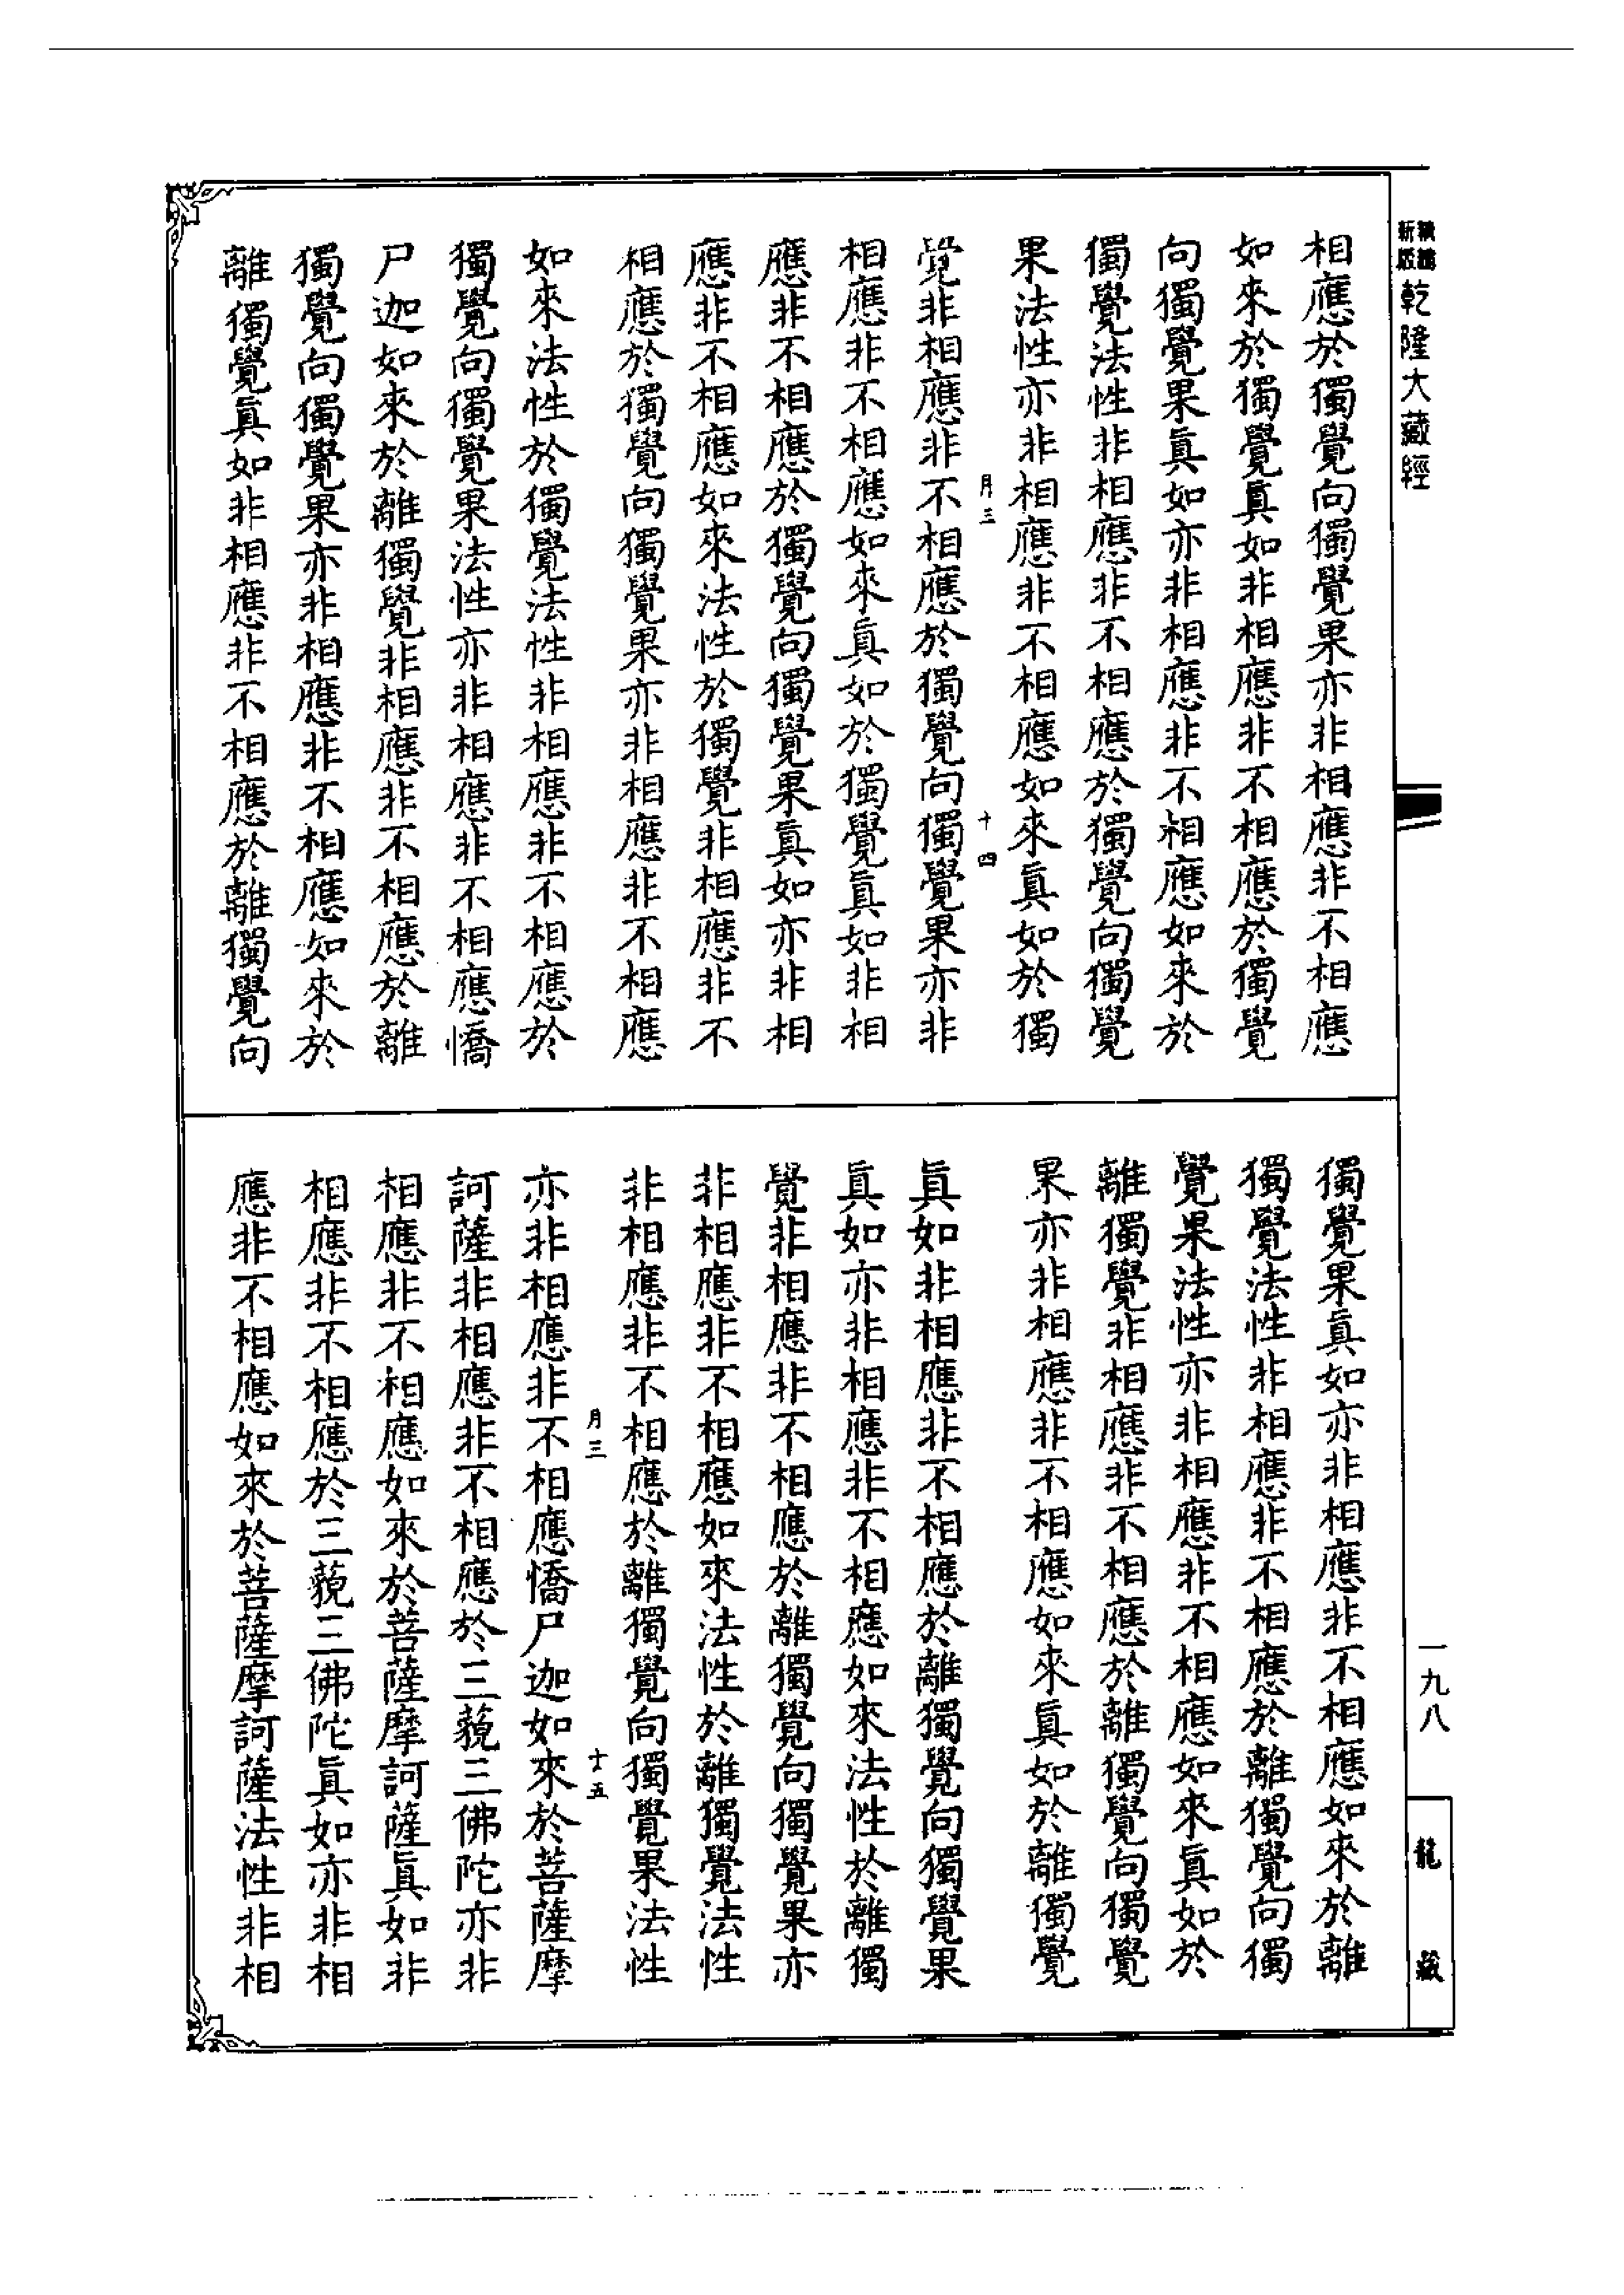 乾隆大藏經
相應於獨覺向獨覺果亦非相應非不相應
如來於獨覺真如非相應非不相應於獨覺
向獨覺果真如亦非相應非不相應如來於
獨覺法性非相應非不相應於獨覺向獨覺
果法性亦非相應非不相應如來真如於獨
月三 十四
覺非相應非不相應於獨覺向獨覺果亦非
相應非不相應如來真如於獨覺真如非相
應非不相應於獨覺向獨覺果真如亦非相
應非不相應如來法性於獨覺非相應非不
相應於獨覺向獨覺果亦非相應非不相應
如來法性於獨覺法性非相應非不相應於
獨覺向獨覺果法性亦非相應非不相應憍
尸迦如來於離獨覺非相應非不相應於離
獨覺向獨覺果亦非相應非不相應如來於
離獨覺真如非相應非不相應於離獨覺向
一九八
龍藏
獨覺果真如亦非相應非不相應如來於離
獨覺法性非相應非不相應於離獨覺向獨
覺果法性亦非相應非不相應如來真如於
離獨覺非相應非不相應於離獨覺向獨覺
果亦非相應非不相應如來真如於離獨覺
真如非相應非不相應於離獨覺向獨覺果
真如亦非相應非不相應如來法性於離獨
覺非相應非不相應於離獨覺向獨覺果亦
非相應非不相應如來法性於離獨覺法性
非相應非不相應於離獨覺向獨覺果法性
月三 十五
亦非相應非不相應憍尸迦如來於菩薩摩
訶薩非相應非不相應於三藐三佛陀亦非
相應非不相應如來於菩薩摩訶薩真如非
相應非不相應於三藐三佛陀真如亦非相
應非不相應如來於菩薩摩訶薩法性非相